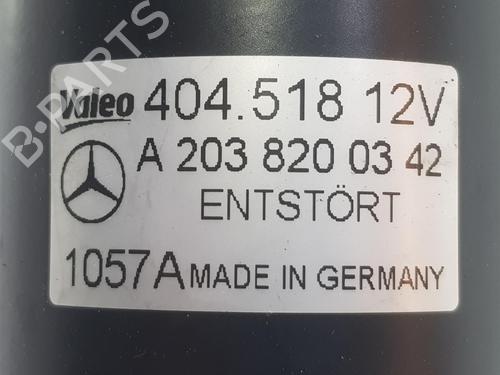 B-PARTS
Valeo 404.518 12V
A 203 820 03 42
ENTSTÖRT
1057A MADE IN GERMANY